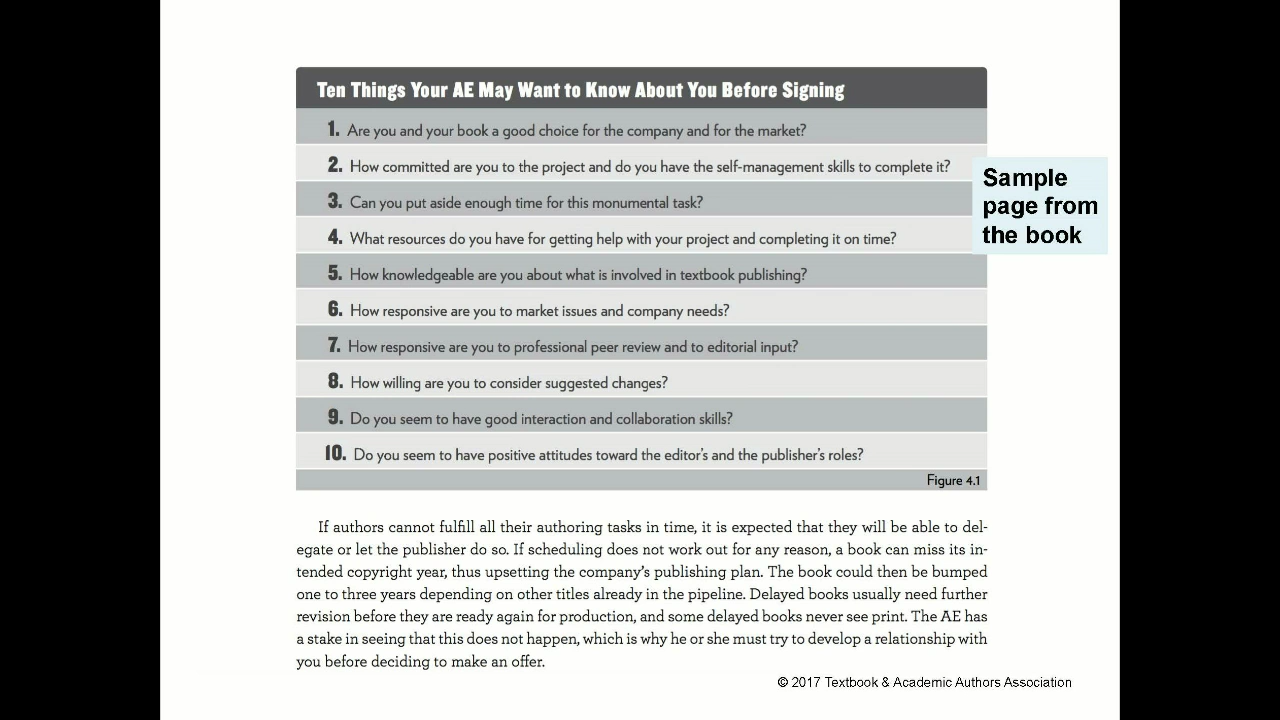 Ten Things Your AE May Want to Know About You Before Signing
1. Are you and your book a good choice for the company and for the market?
2. How committed are you to the project and do you have the self-management skills to complete it?
3. Can you put aside enough time for this monumental task?
4. What resources do you have for getting help with your project and completing it on time?
5. How knowledgeable are you about what is involved in textbook publishing?
6. How responsive are you to market issues and company needs?
7. How responsive are you to professional peer review and to editorial input?
8. How willing are you to consider suggested changes?
9. Do you seem to have good interaction and collaboration skills?
10. Do you seem to have positive attitudes toward the editor's and the publisher's roles?
Figure 4.1
Sample
page from
the book
If authors cannot fulfill all their authoring tasks in time, it is expected that they will be able to del-
egate or let the publisher do so. If scheduling does not work out for any reason, a book can miss its in-
tended copyright year, thus upsetting the company's publishing plan. The book could then be bumped
one to three years depending on other titles already in the pipeline. Delayed books usually need further
revision before they are ready again for production, and some delayed books never see print. The AE has
a stake in seeing that this does not happen, which is why he or she must try to develop a relationship with
you before deciding to make an offer.
© 2017 Textbook & Academic Authors Association